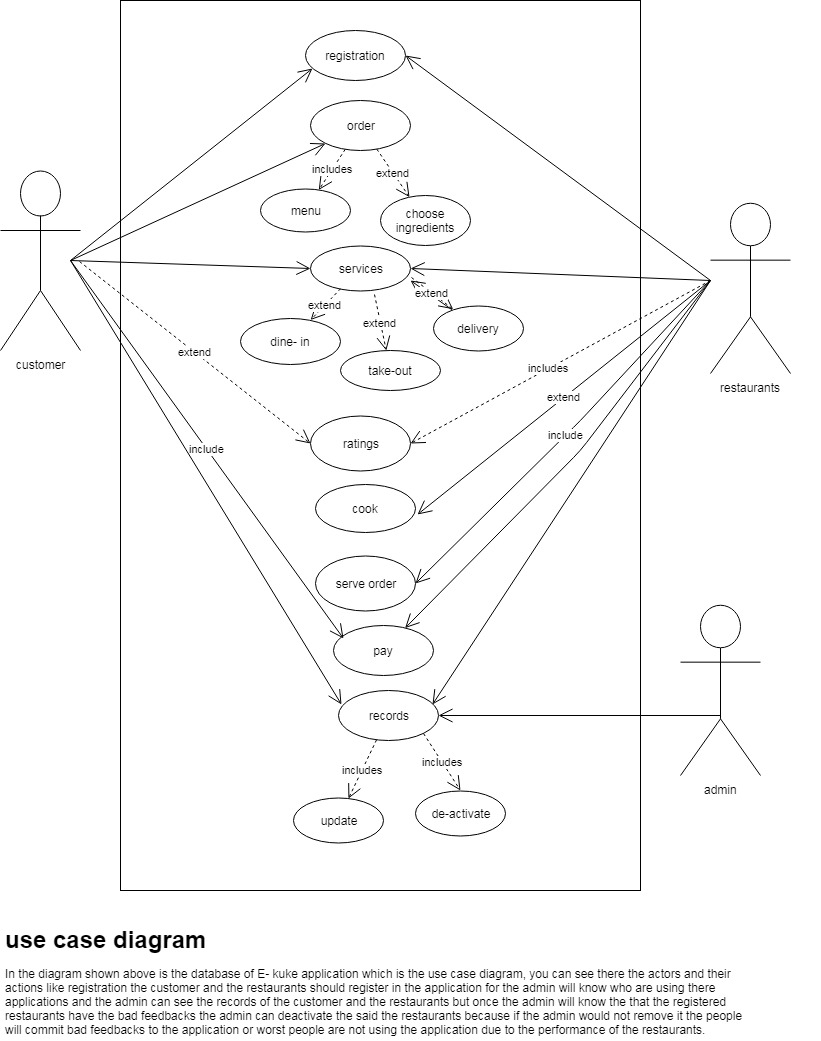 registration
order
includes
extend
menu
choose
ingredients
services
extend
extend
extend
dine- in
delivery
take-out
customer
restaurants
extend
includes
extend
include
ratings
include
cook
serve order
pay
records
includes
includes
update
de-activate
admin
use case diagram
In the diagram shown above is the database of E- kuke application which is the use case diagram, you can see there the actors and their
actions like registration the customer and the restaurants should register in the application for the admin will know who are using there
applications and the admin can see the records of the customer and the restaurants but once the admin will know the that the registered
restaurants have the bad feedbacks the admin can deactivate the said the restaurants because if the admin would not remove it the people
will commit bad feedbacks to the application or worst people are not using the application due to the performance of the restaurants.